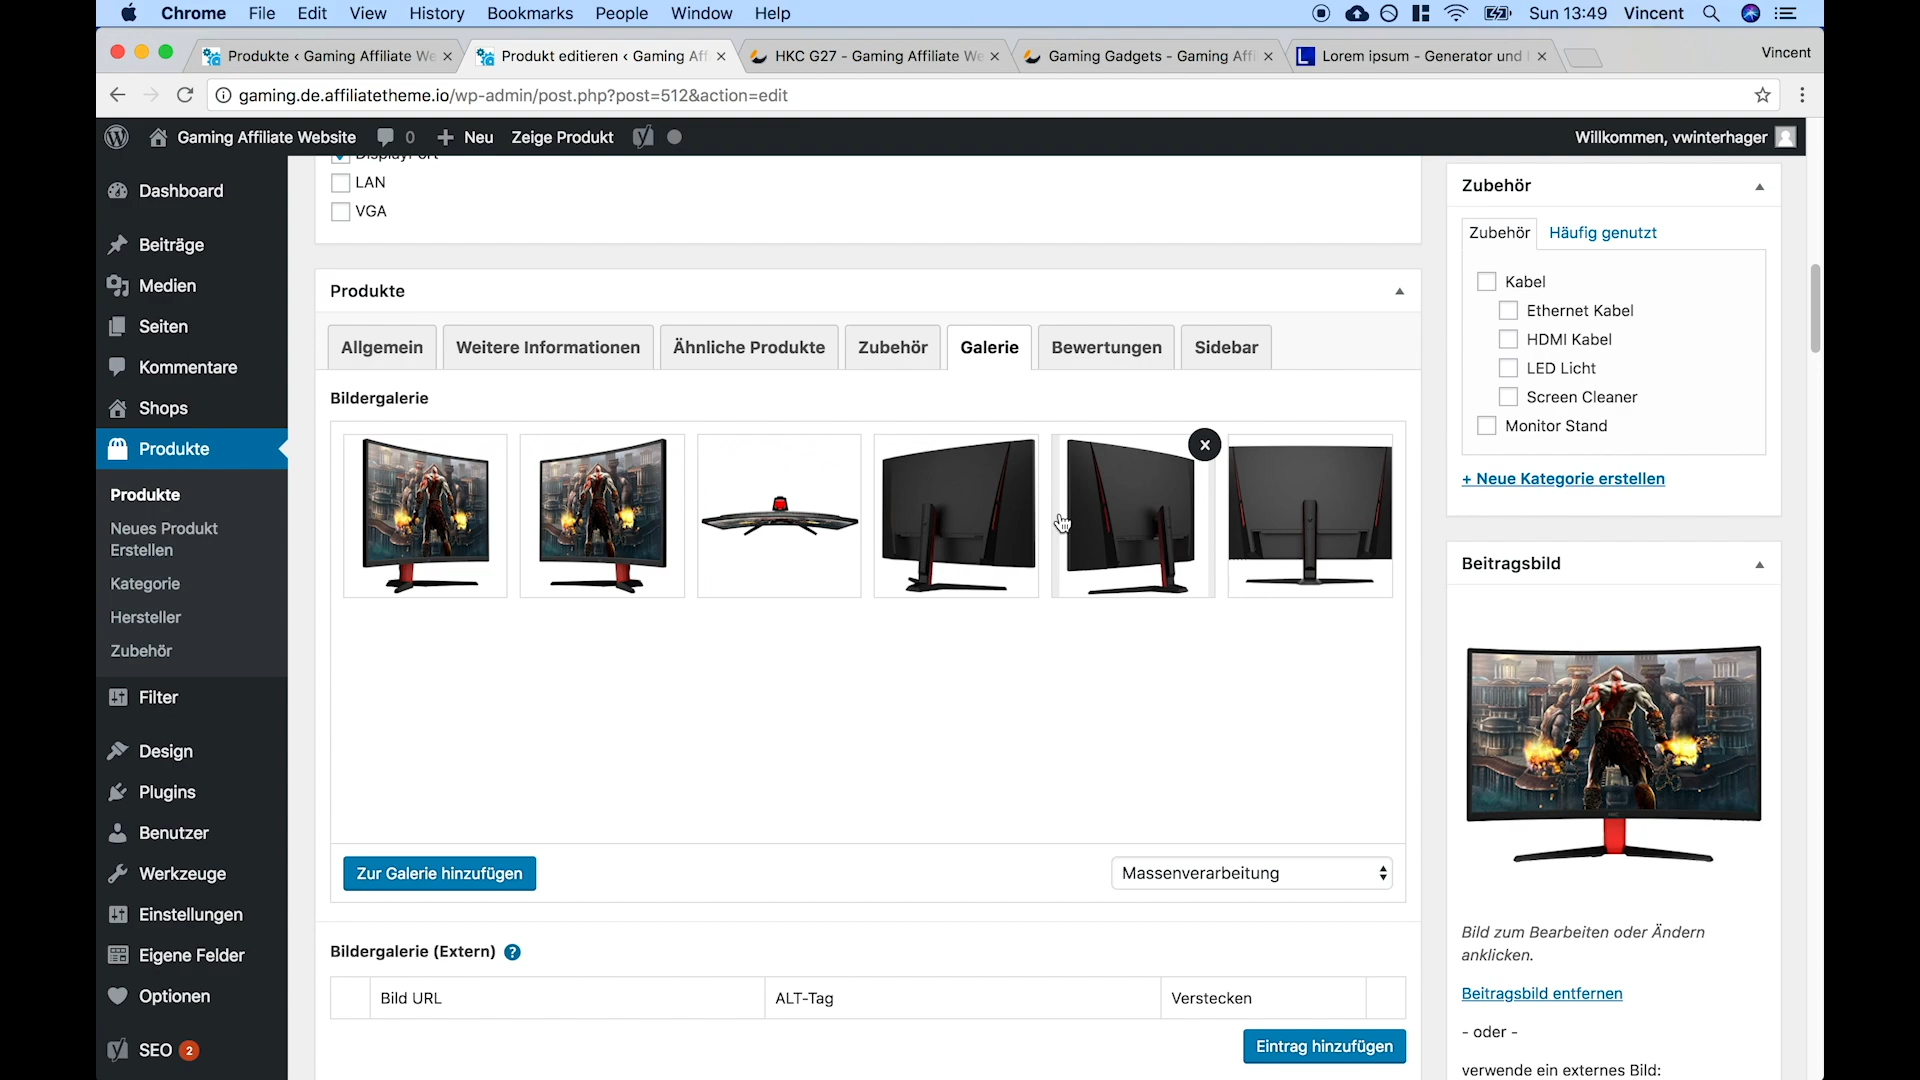 Chrome File Edit View History Bookmarks People Window Help Sun 13:49 Vincent
Produkte ‹ Gaming Affiliate We Produkt editieren ‹ Gaming Aff HKC G27 - Gaming Affiliate We Gaming Gadgets - Gaming Affi Lorem ipsum - Generator und Vincent
gaming.de.affiliatetheme.io/wp-admin/post.php?post=512&action=edit
Gaming Affiliate Website 0 Neu Zeige Produkt Willkommen, vwinterhager
Dashboard
Beiträge
Medien
Seiten
Kommentare
Shops
Produkte
Produkte
Neues Produkt
Erstellen
Kategorie
Hersteller
Zubehör
Filter
Design
Plugins
Benutzer
Werkzeuge
Einstellungen
Eigene Felder
Optionen
SEO 2
DisplayPort
LAN
VGA
Produkte
Allgemein Weitere Informationen Ähnliche Produkte Zubehör Galerie Bewertungen Sidebar
Bildergalerie
Zur Galerie hinzufügen Massenverarbeitung
Bildergalerie (Extern) ?
Bild URL ALT-Tag Verstecken
Eintrag hinzufügen
Zubehör
Zubehör Häufig genutzt
Kabel
Ethernet Kabel
HDMI Kabel
LED Licht
Screen Cleaner
Monitor Stand
+ Neue Kategorie erstellen
Beitragsbild
Bild zum Bearbeiten oder Ändern
anklicken.
Beitragsbild entfernen
- oder -
verwende ein externes Bild: